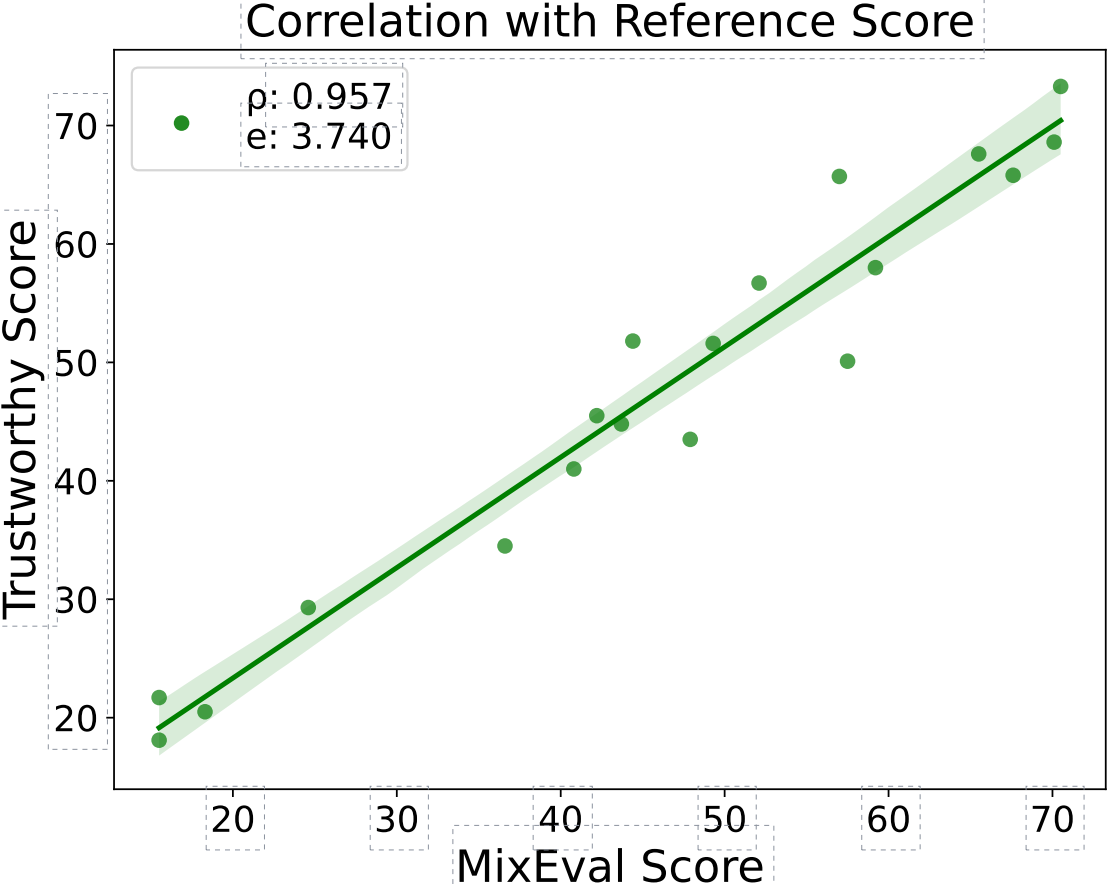 Correlation with Reference Score
ρ: 0.957
e: 3.740
Trustworthy Score
70
60
50
40
30
20
20 30 40 50 60 70
MixEval Score